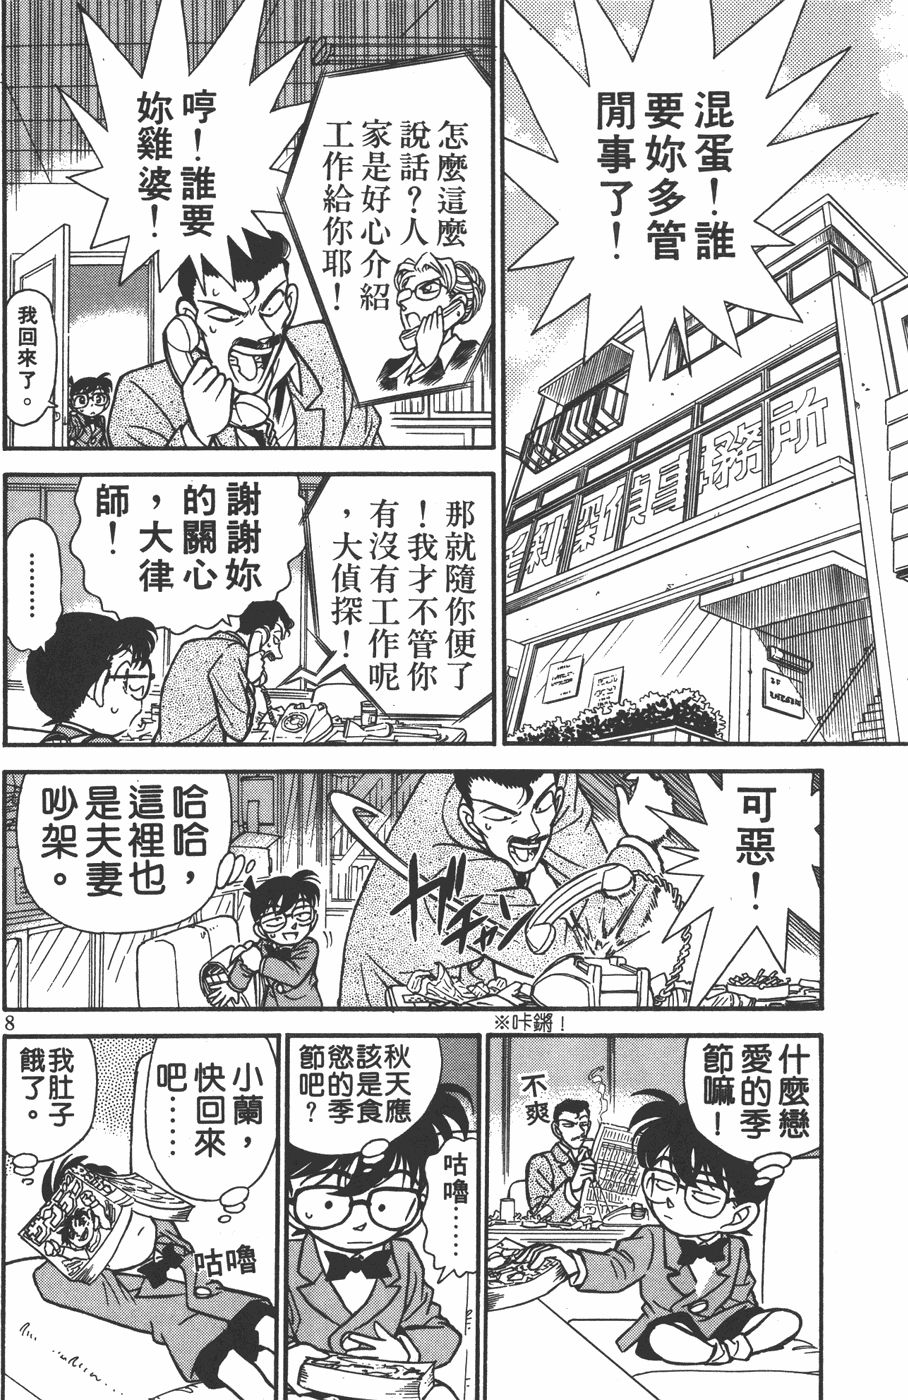 混蛋！誰
要妳多管
閒事了！
毛利偵探事務所
怎麼這麼
說話？人
家是好心介紹
工作給你耶！
哼！誰要
妳雞婆！
我回來了。
那就隨你便了
！我才不管你
有沒有工作呢
，大偵探！
謝謝妳
的關心
，大律
師！
………
可惡！
ガチャン
※咔鏘！
哈哈，
這裡也
是夫妻
吵架。
8
什麼戀
愛的季
節嘛！
不爽
秋天應
該是食
慾的季
節吧？
咕嚕……
小蘭，
快回來
吧……
我肚子
餓了。
咕嚕